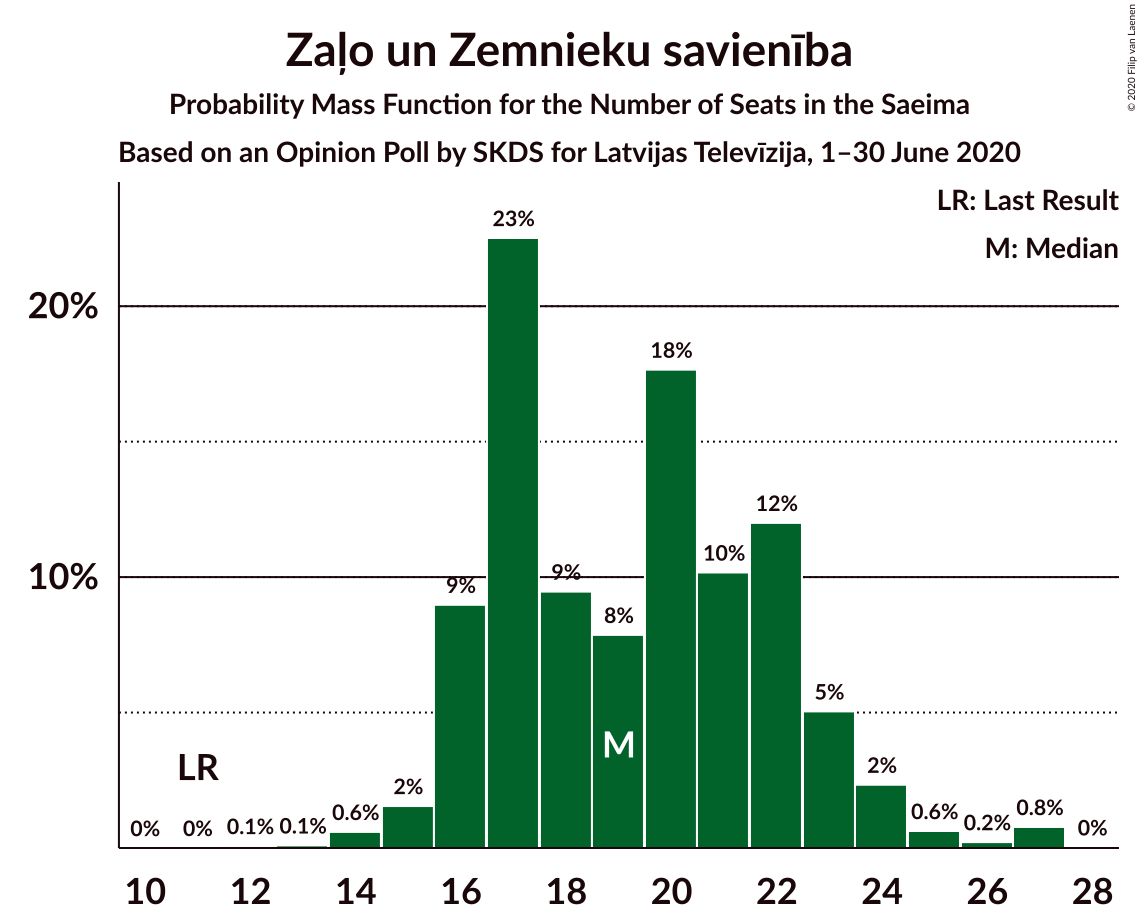 Zaļo un Zemnieku savienība
Probability Mass Function for the Number of Seats in the Saeima
Based on an Opinion Poll by SKDS for Latvijas Televīzija, 1–30 June 2020
© 2020 Filip van Laenen
LR: Last Result
M: Median
23%
20%
18%
12%
10%
10%
9%
9%
8%
5%
M
LR
2%
2%
0.8%
0.6%
0.6%
0.2%
0% 0% 0.1% 0.1% 0%
10 12 14 16 18 20 22 24 26 28